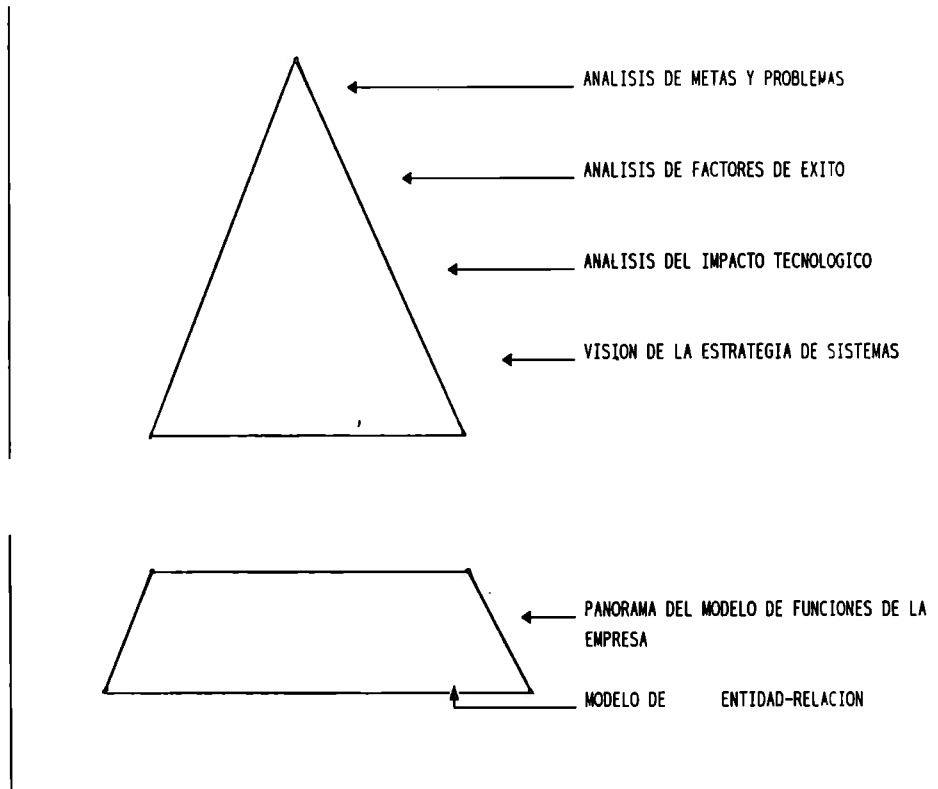 ANALISIS DE METAS Y PROBLEMAS
ANALISIS DE FACTORES DE EXITO
ANALISIS DEL IMPACTO TECNOLOGICO
VISION DE LA ESTRATEGIA DE SISTEMAS
PANORAMA DEL MODELO DE FUNCIONES DE LA
EMPRESA
MODELO DE ENTIDAD-RELACION